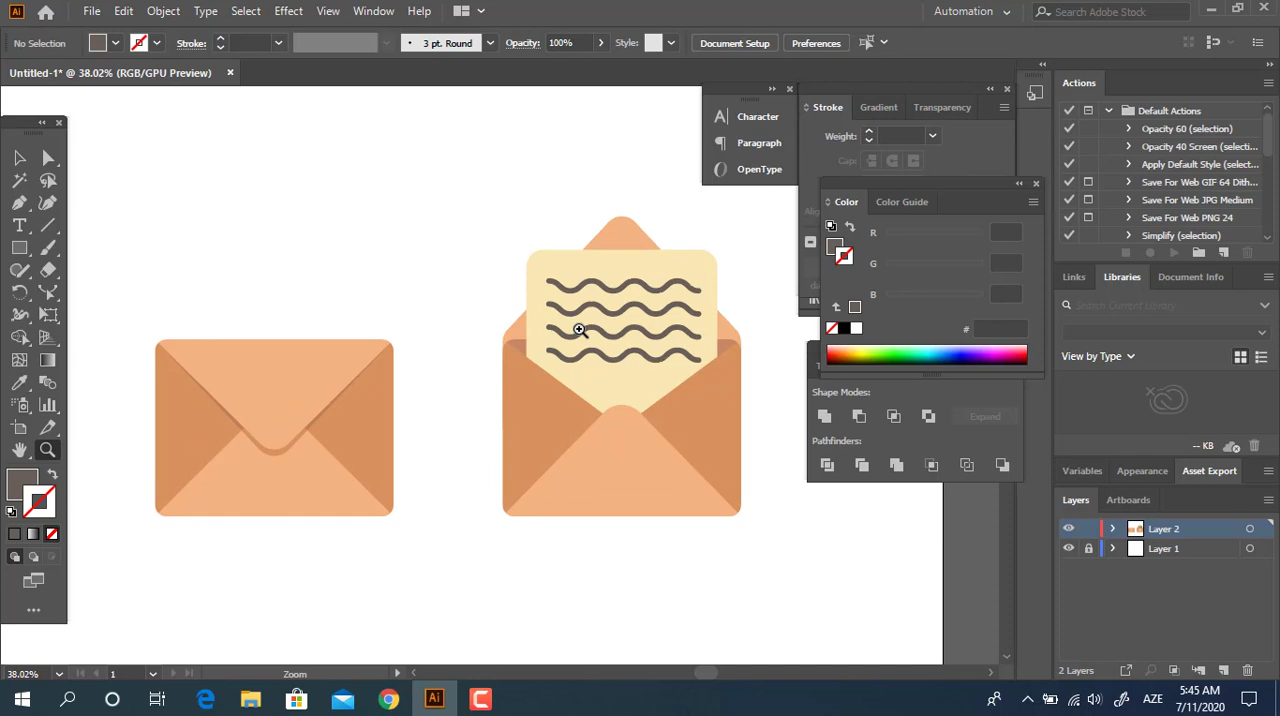 Ai File Edit Object Type Select Effect View Window Help Automation Search Adobe Stock
No Selection Stroke: 3 pt. Round Opacity: 100% Style: Document Setup Preferences
Untitled-1* @ 38.02% (RGB/GPU Preview)
Actions
Default Actions
Opacity 60 (selection)
Opacity 40 Screen (selecti...
Apply Default Style (select...
Save For Web GIF 64 Dith...
Save For Web JPG Medium
Save For Web PNG 24
Simplify (selection)
Character
Paragraph
OpenType
Stroke Gradient Transparency
Weight:
Cap:
Color Color Guide
R
G
B
#
Shape Modes:
Expand
Pathfinders:
Links Libraries Document Info
Search Current Library
View by Type
-- KB
Variables Appearance Asset Export
Layers Artboards
Layer 2
Layer 1
2 Layers
38.02% 1 Zoom
Ai AZE 5:45 AM
7/11/2020